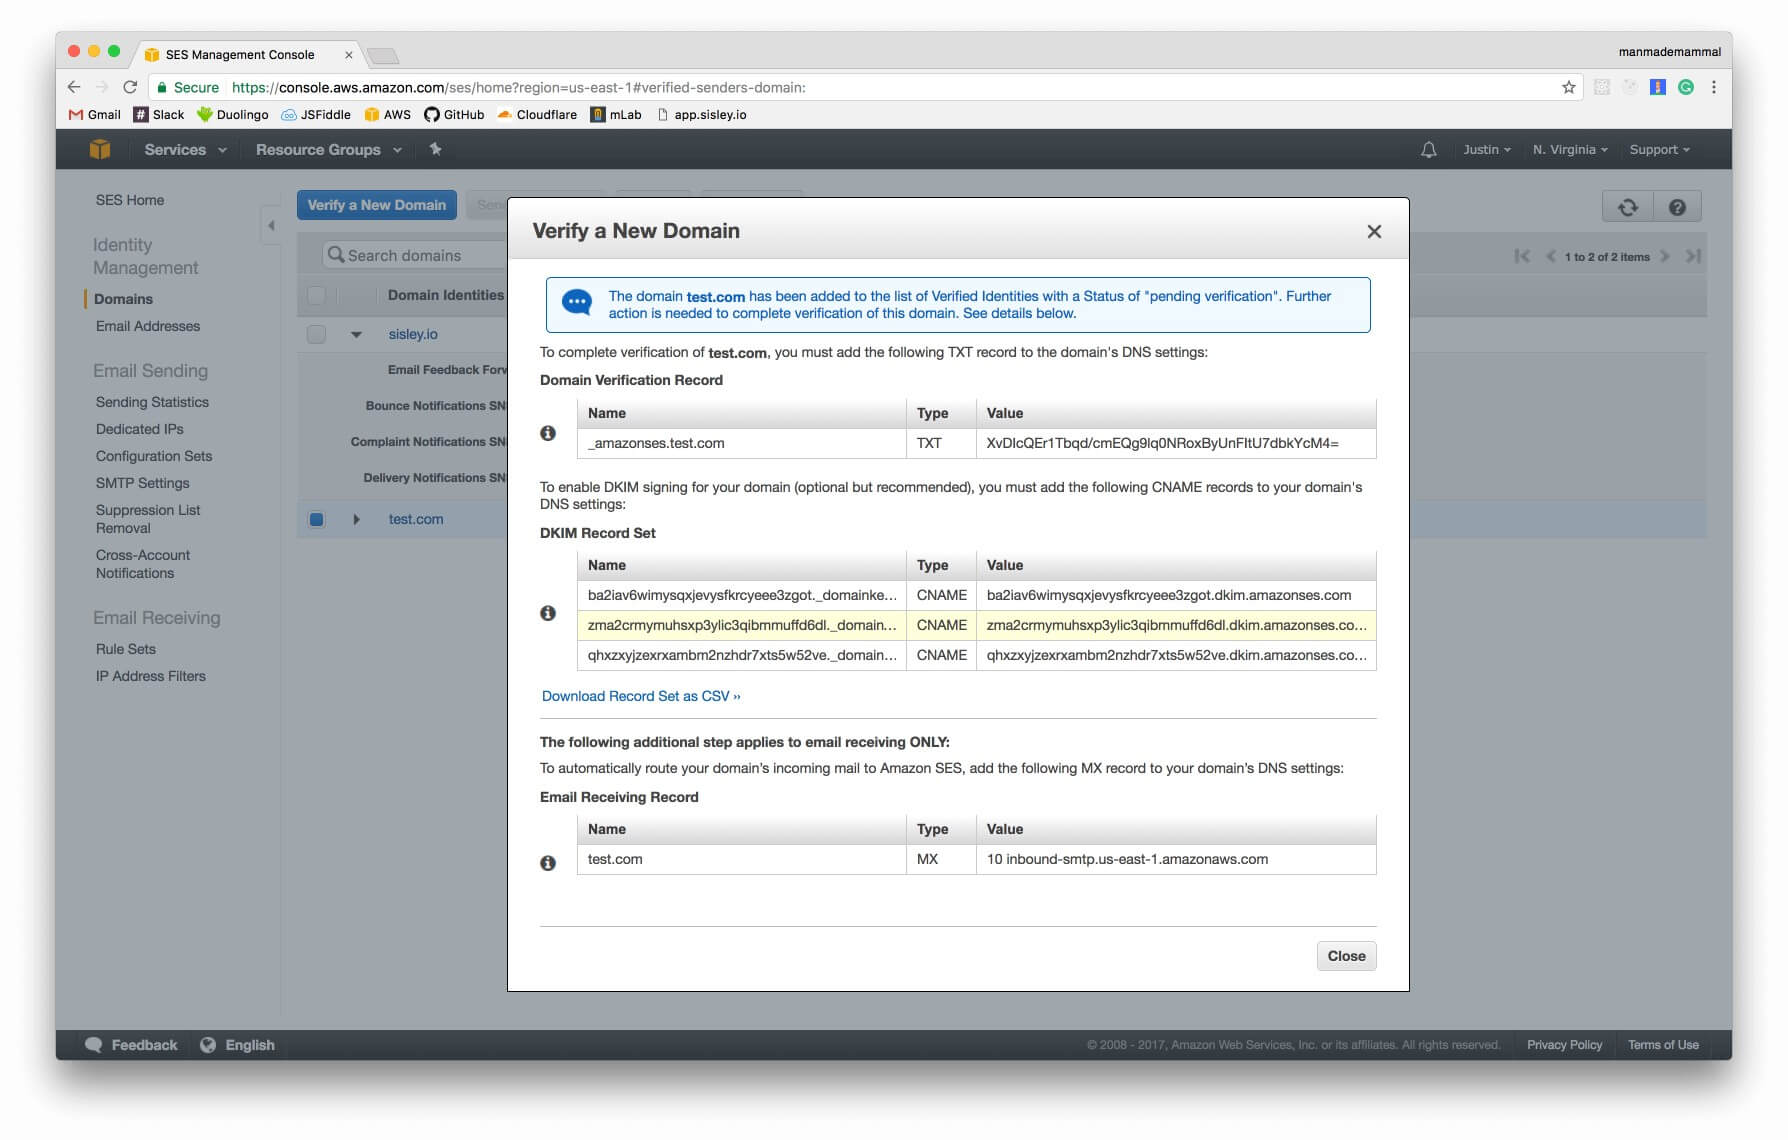 SES Management Console
manmademammal
Secure https://console.aws.amazon.com/ses/home?region=us-east-1#verified-senders-domain:
Gmail Slack Duolingo JSFiddle AWS GitHub Cloudflare mLab app.sisley.io
Services Resource Groups Justin N. Virginia Support
SES Home
Identity
Management
Domains
Email Addresses
Email Sending
Sending Statistics
Dedicated IPs
Configuration Sets
SMTP Settings
Suppression List
Removal
Cross-Account
Notifications
Email Receiving
Rule Sets
IP Address Filters
Verify a New Domain
Search domains
1 to 2 of 2 items
Domain Identities
sisley.io
Email Feedback
Bounce Notifications
Complaint Notifications
Delivery Notifications
test.com
Verify a New Domain
The domain test.com has been added to the list of Verified Identities with a Status of "pending verification". Further
action is needed to complete verification of this domain. See details below.
To complete verification of test.com, you must add the following TXT record to the domain's DNS settings:
Domain Verification Record
Name Type Value
_amazonses.test.com TXT XvDIcQEr1Tbqd/cmEQg9lq0NRoxByUnFItU7dbkYcM4=
To enable DKIM signing for your domain (optional but recommended), you must add the following CNAME records to your domain's
DNS settings:
DKIM Record Set
Name Type Value
ba2iav6wimysqxjevysfkrcyeee3zgot._domainke... CNAME ba2iav6wimysqxjevysfkrcyeee3zgot.dkim.amazonses.com
zma2crmymuhsxp3ylic3qibmmuffd6dl._domain... CNAME zma2crmymuhsxp3ylic3qibmmuffd6dl.dkim.amazonses.co...
qhxzxyjzexrxambm2nzhdr7xts5w52ve._domain... CNAME qhxzxyjzexrxambm2nzhdr7xts5w52ve.dkim.amazonses.co...
Download Record Set as CSV ››
The following additional step applies to email receiving ONLY:
To automatically route your domain’s incoming mail to Amazon SES, add the following MX record to your domain’s DNS settings:
Email Receiving Record
Name Type Value
test.com MX 10 inbound-smtp.us-east-1.amazonaws.com
Close
Feedback English
© 2008 - 2017, Amazon Web Services, Inc. or its affiliates. All rights reserved. Privacy Policy Terms of Use